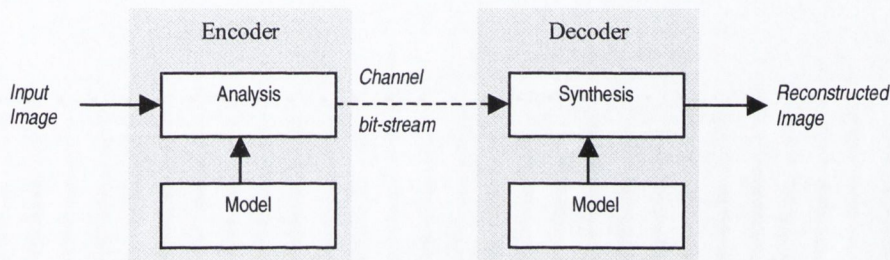 Encoder
Decoder
Input
Image
Analysis
Channel
bit-stream
Synthesis
Reconstructed
Image
Model
Model